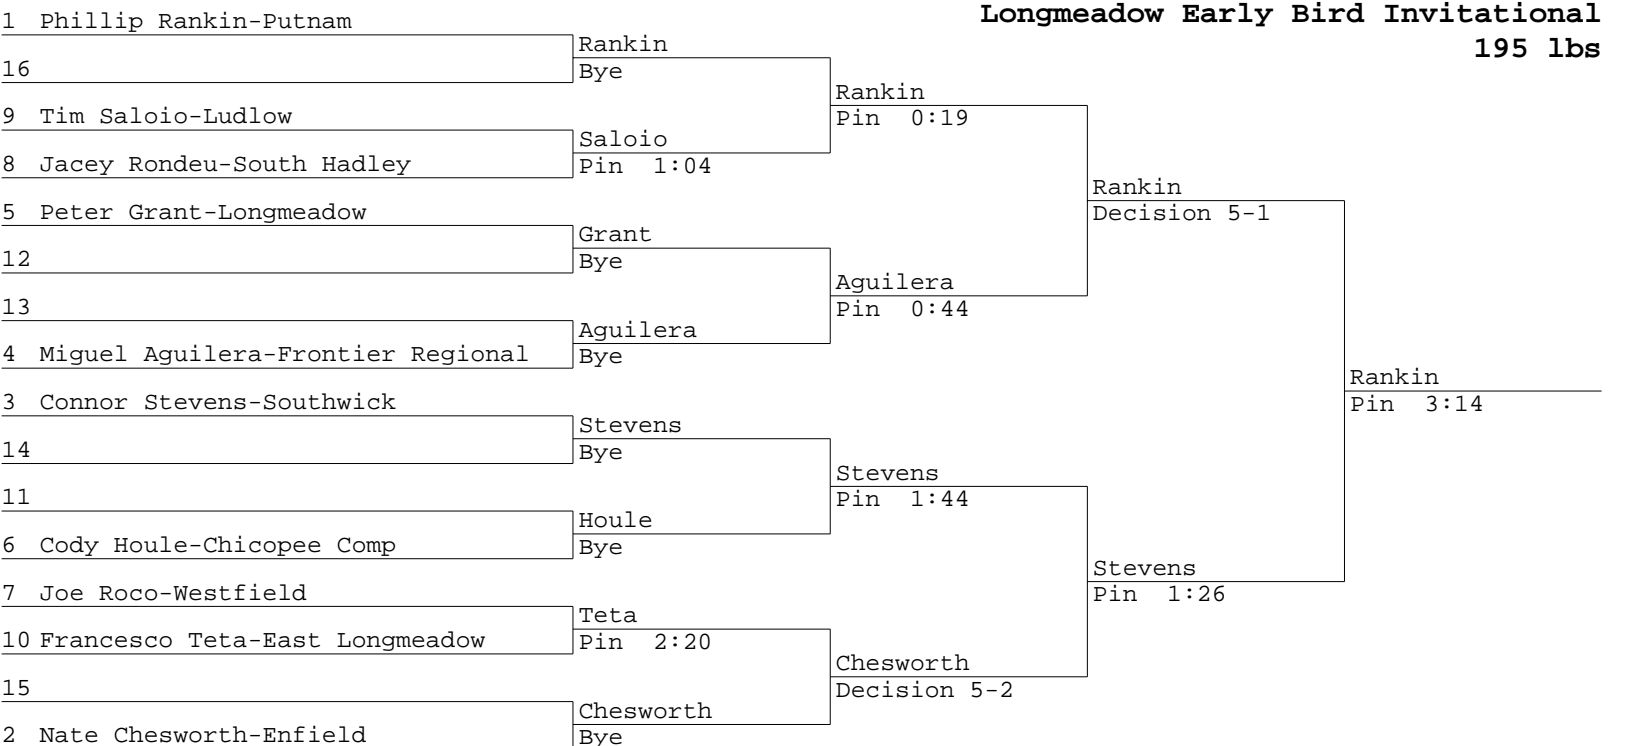 Longmeadow Early Bird Invitational
195 lbs
1 Phillip Rankin-Putnam
16
9 Tim Saloio-Ludlow
8 Jacey Rondeu-South Hadley
5 Peter Grant-Longmeadow
12
13
4 Miguel Aguilera-Frontier Regional
3 Connor Stevens-Southwick
14
11
6 Cody Houle-Chicopee Comp
7 Joe Roco-Westfield
10 Francesco Teta-East Longmeadow
15
2 Nate Chesworth-Enfield
Rankin
Bye
Saloio
Pin 1:04
Grant
Bye
Aguilera
Bye
Stevens
Bye
Houle
Bye
Teta
Pin 2:20
Chesworth
Bye
Rankin
Pin 0:19
Aguilera
Pin 0:44
Stevens
Pin 1:44
Chesworth
Decision 5-2
Rankin
Decision 5-1
Stevens
Pin 1:26
Rankin
Pin 3:14